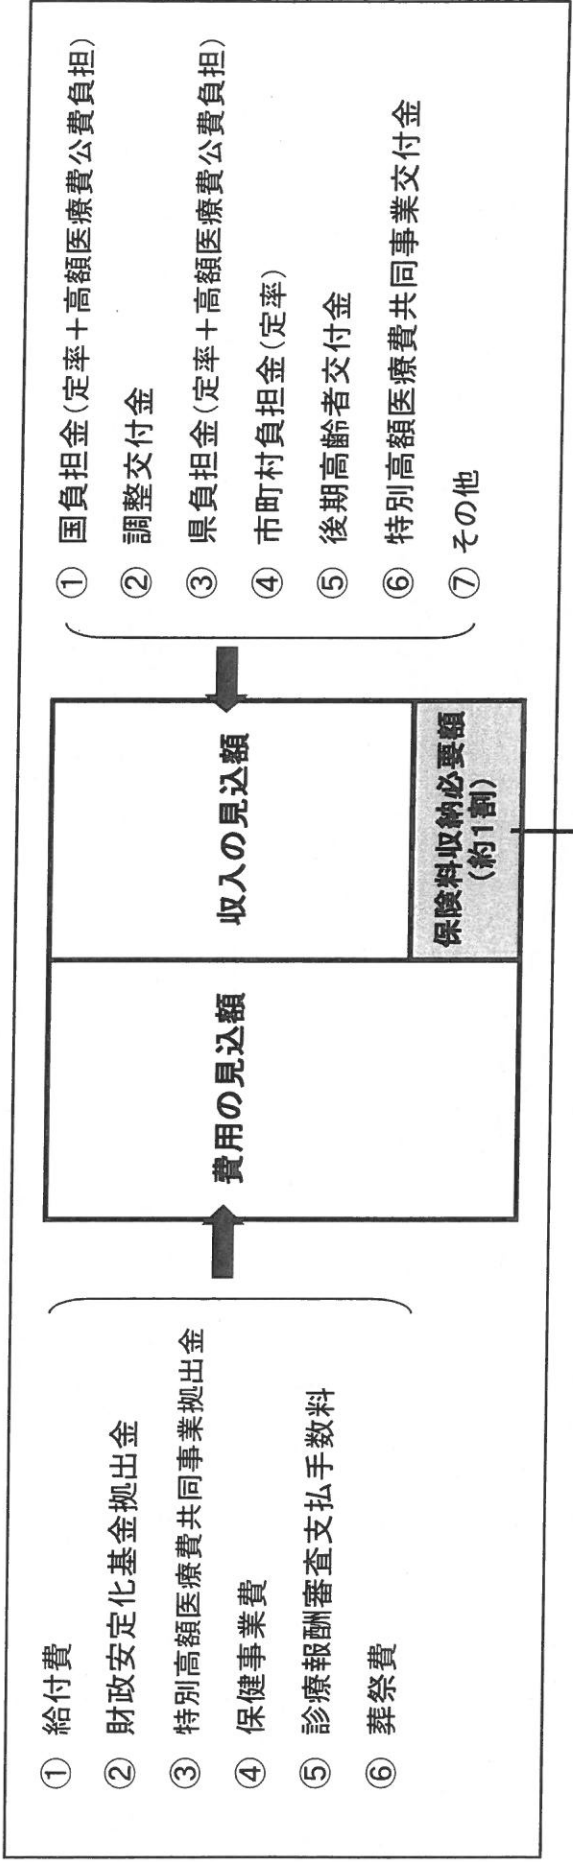 ① 給付費
② 財政安定化基金拠出金
③ 特別高額医療費共同事業拠出金
④ 保健事業費
⑤ 診療報酬審査支払手数料
⑥ 葬祭費
費用の見込額
収入の見込額
保険料収納必要額
(約1割)
① 国負担金(定率+高額医療費公費負担)
② 調整交付金
③ 県負担金(定率+高額医療費公費負担)
④ 市町村負担金(定率)
⑤ 後期高齢者交付金
⑥ 特別高額医療費共同事業交付金
⑦ その他